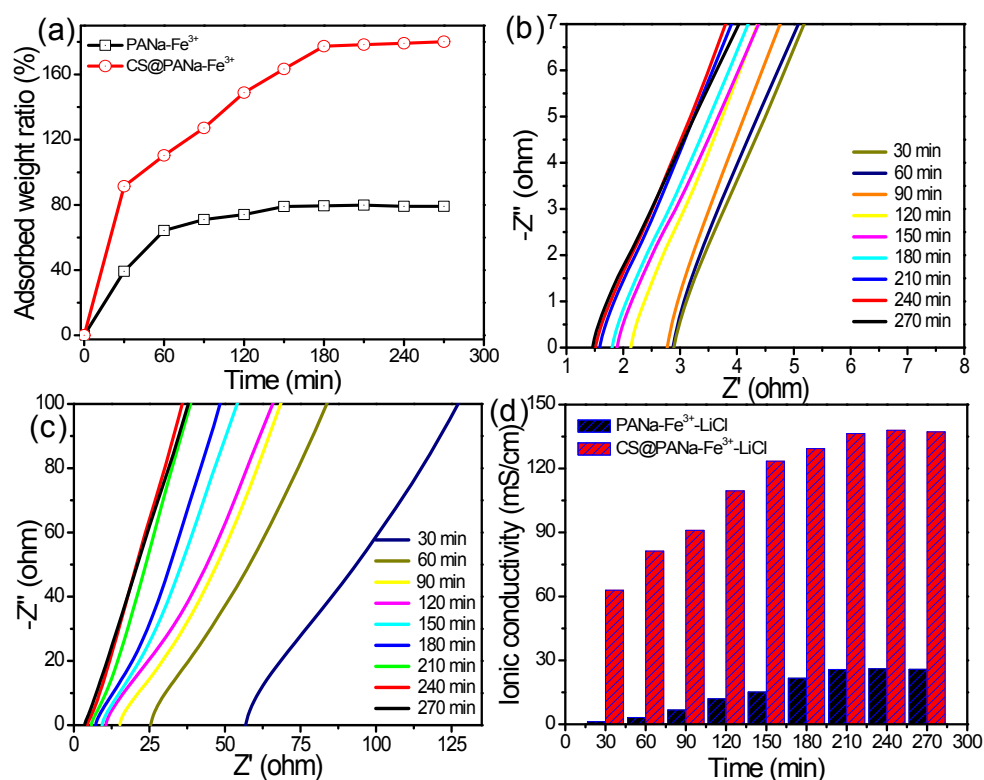 (a)
PANa-Fe³⁺
CS@PANa-Fe³⁺
Adsorbed weight ratio (%)
180
120
80
40
0
0 60 120 180 240 300
Time (min)
(b)
7
6
5
4
3
2
1
0
-Z'' (ohm)
30 min
60 min
90 min
120 min
150 min
180 min
210 min
240 min
270 min
1 2 3 4 5 6 7 8
Z' (ohm)
(c)
100
80
60
40
20
0
-Z'' (ohm)
30 min
60 min
90 min
120 min
150 min
180 min
210 min
240 min
270 min
0 25 50 75 100 125
Z' (ohm)
(d)
150
120
90
60
30
0
Ionic conductivity (mS/cm)
PANa-Fe³⁺-LiCl
CS@PANa-Fe³⁺-LiCl
0 30 60 90 120 150 180 210 240 270 300
Time (min)